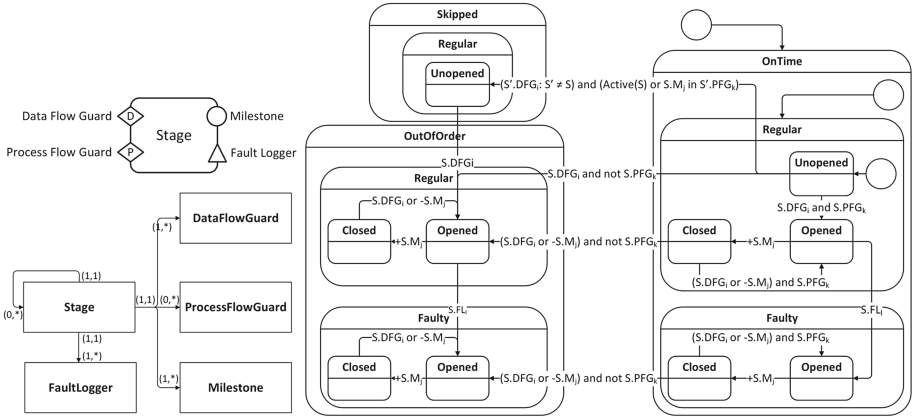 Data Flow Guard
D
Process Flow Guard
P
Stage
Milestone
Fault Logger
DataFlowGuard
(1,*)
(1,1)
Stage
(0,*)
(1,1)
(0,*)
ProcessFlowGuard
(1,1)
(1,*)
FaultLogger
(1,*)
Milestone
Skipped
Regular
Unopened
(S'.DFGi: S' ≠ S) and (Active(S) or S.Mj in S'.PFGk)
OutOfOrder
S.DFGi
Regular
S.DFGi and not S.PFGk
S.DFGi or -S.Mj
Closed
+S.Mj
Opened
(S.DFGi or -S.Mj) and not S.PFGk
S.FLi
Faulty
S.DFGi or -S.Mj
Closed
+S.Mj
Opened
(S.DFGi or -S.Mj) and not S.PFGk
OnTime
Regular
Unopened
S.DFGi and S.PFGk
Closed
+S.Mj
Opened
(S.DFGi or -S.Mj) and S.PFGk
S.FLi
Faulty
(S.DFGi or -S.Mj) and S.PFGk
Closed
+S.Mj
Opened